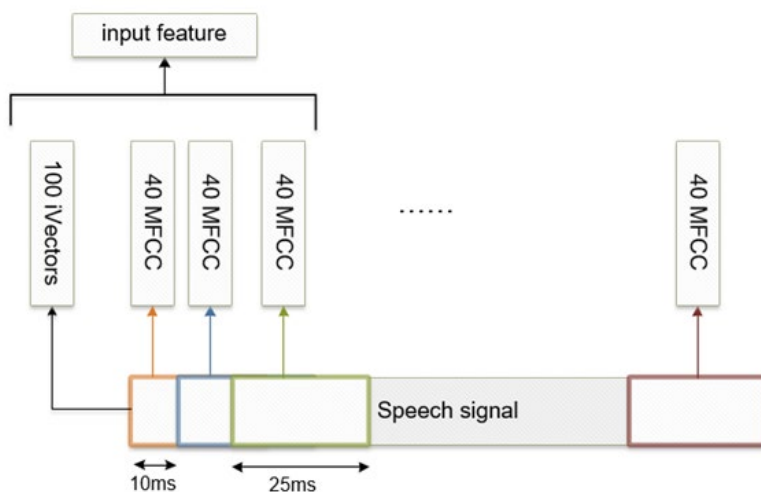 input feature
100 iVectors
40 MFCC
40 MFCC
40 MFCC
......
40 MFCC
Speech signal
10ms
25ms